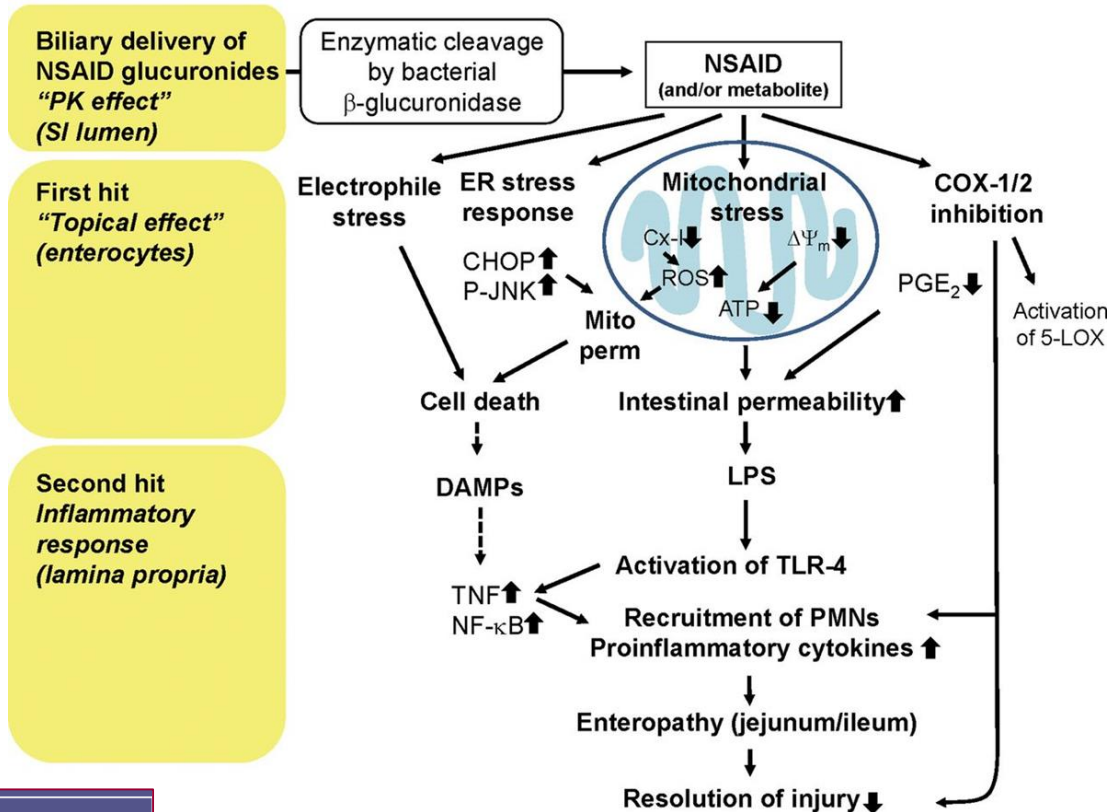 Biliary delivery of
NSAID glucuronides
“PK effect”
(SI lumen)
Enzymatic cleavage
by bacterial
β-glucuronidase
NSAID
(and/or metabolite)
First hit
“Topical effect”
(enterocytes)
Electrophile
stress
ER stress
response
CHOP
P-JNK
Mitochondrial
stress
Cx-I
ΔΨm
ROS
ATP
Mito
perm
COX-1/2
inhibition
PGE2
Activation
of 5-LOX
Cell death
Intestinal permeability
Second hit
Inflammatory
response
(lamina propria)
DAMPs
LPS
Activation of TLR-4
TNF
NF-κB
Recruitment of PMNs
Proinflammatory cytokines
Enteropathy (jejunum/ileum)
Resolution of injury